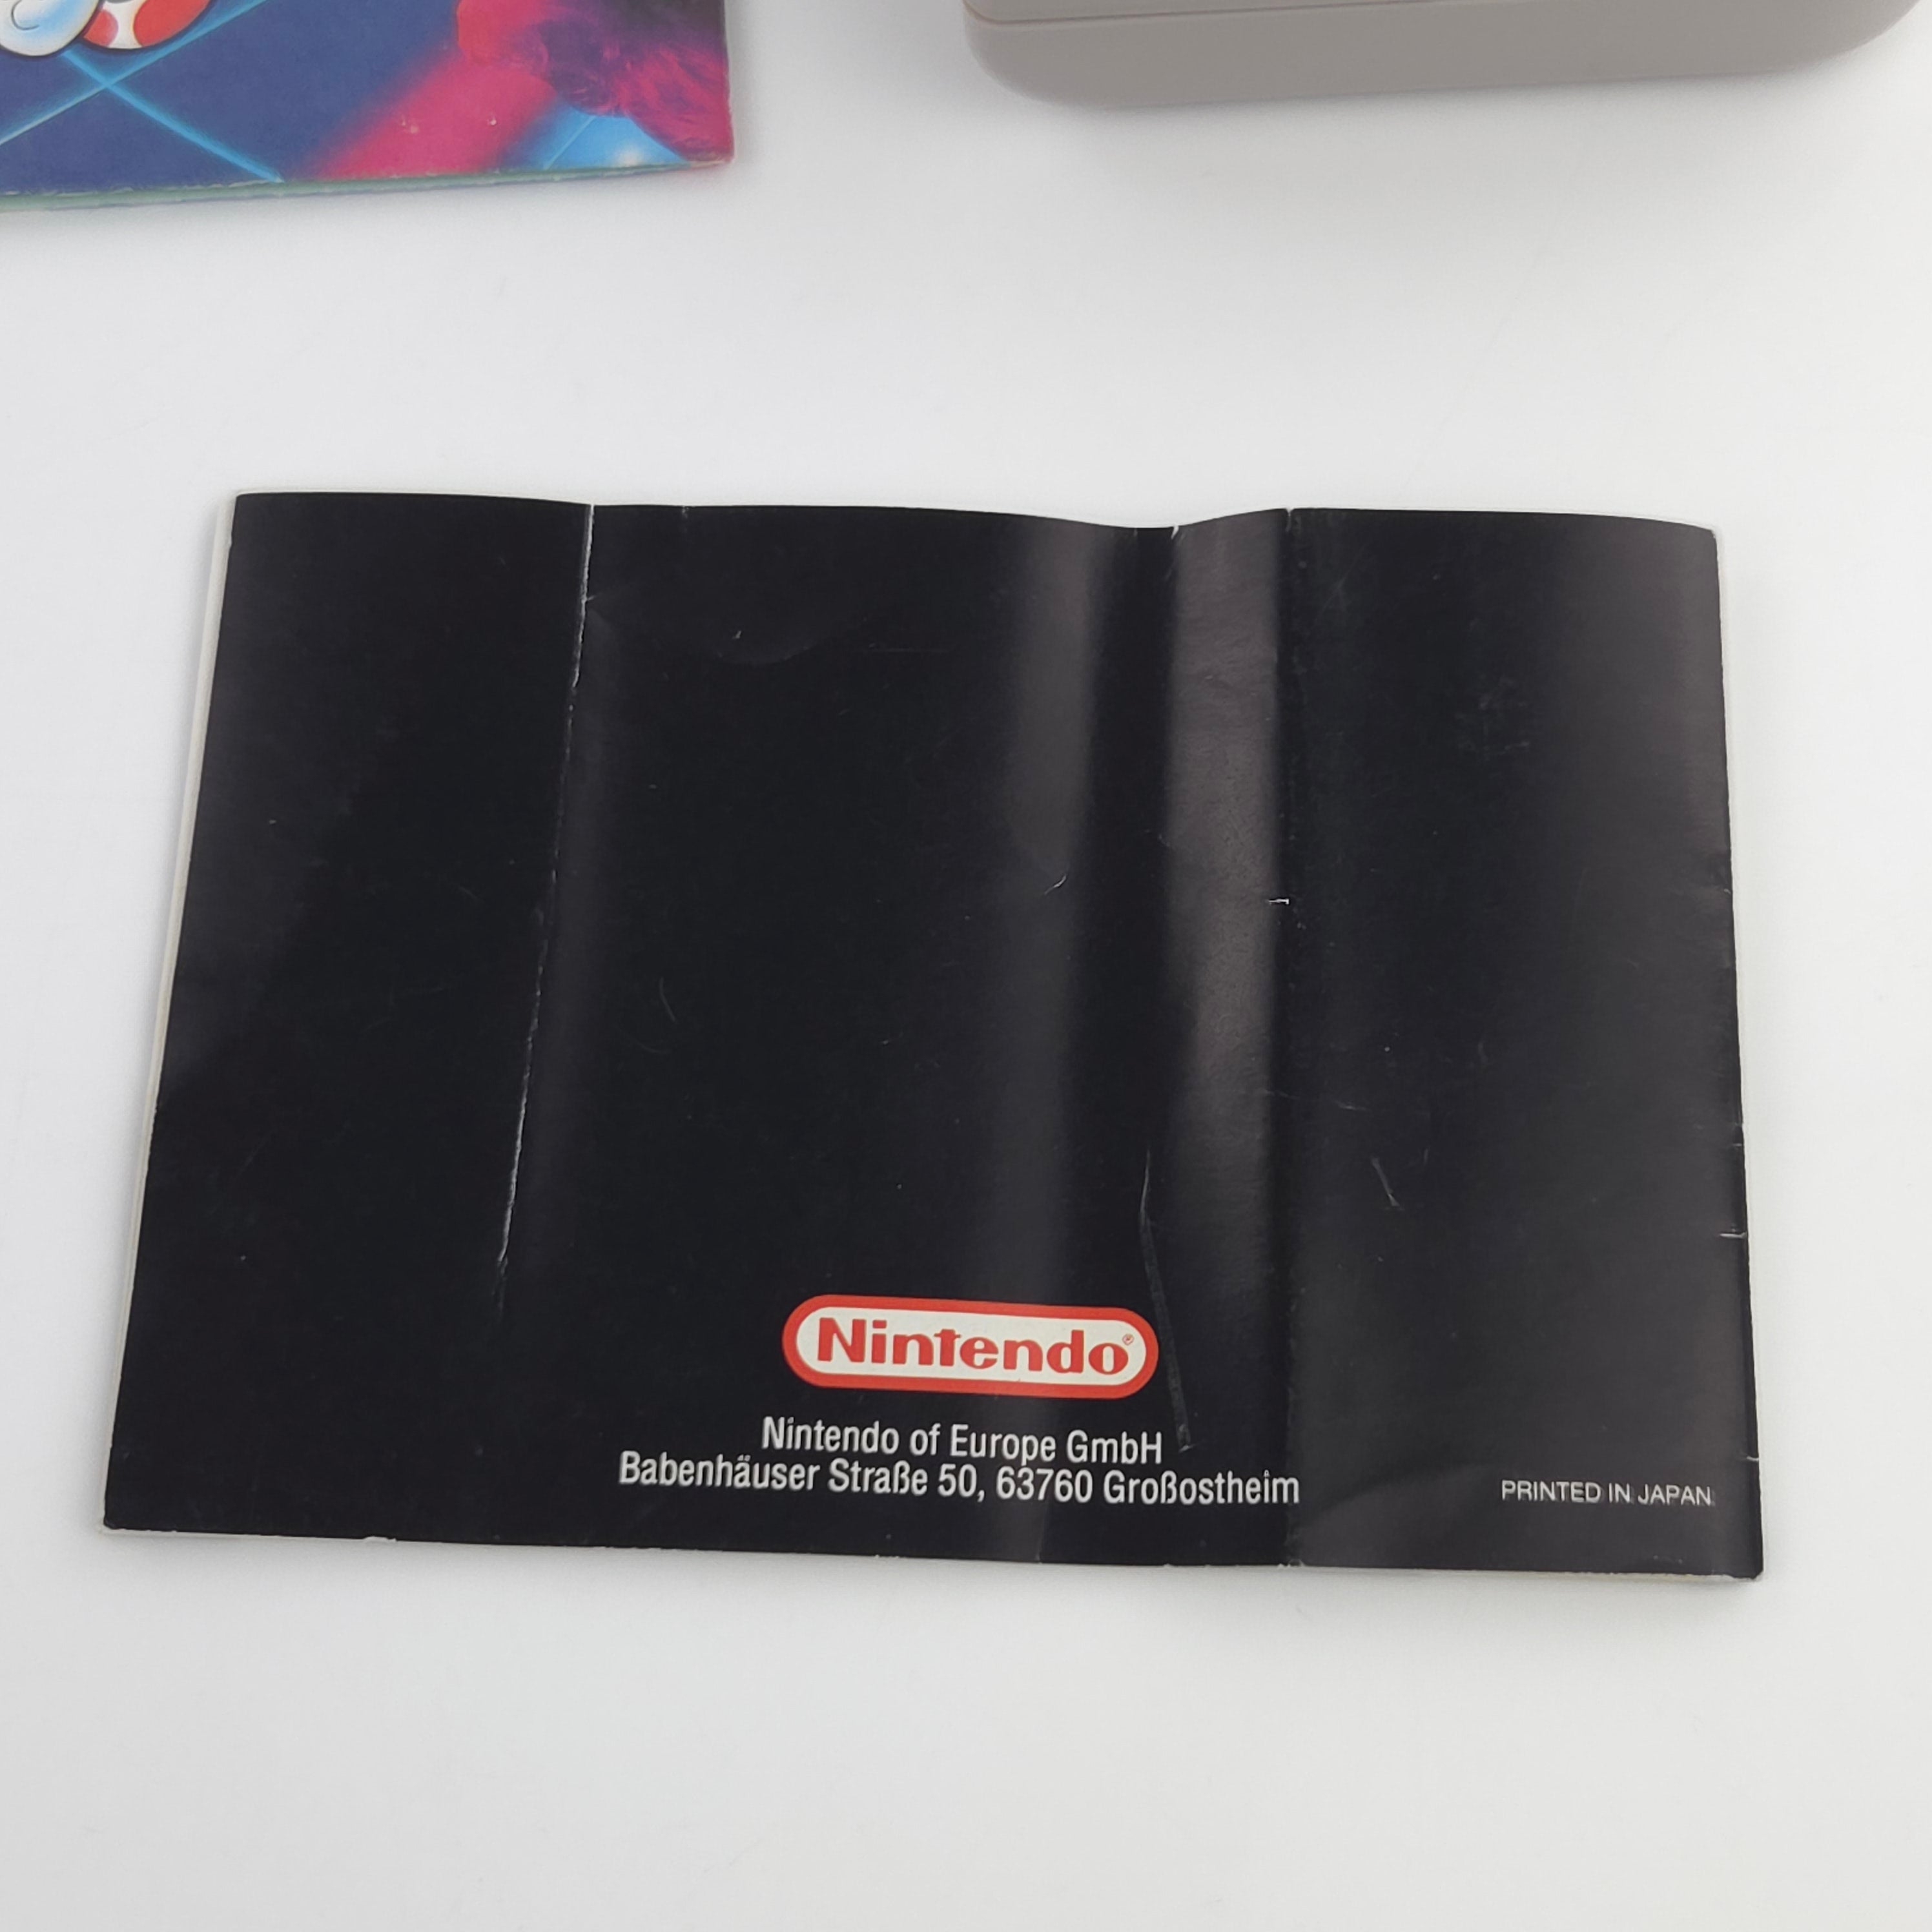 Nintendo®
Nintendo of Europe GmbH
Babenhäuser Straße 50, 63760 Großostheim
PRINTED IN JAPAN